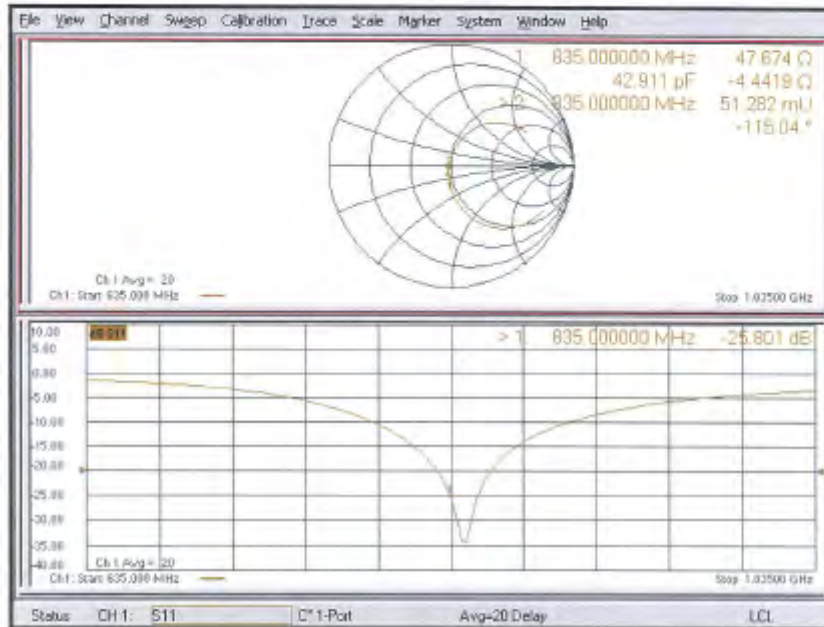 File View Channel Sweep Calibration Trace Scale Marker System Window Help
1 835.000000 MHz 47.674 Ω
42.911 pF -4.4419 Ω
> 2 835.000000 MHz 51.282 mU
-115.04 °
Ch 1 Avg = 20
Ch1: Start 635.000 MHz
Stop 1.03500 GHz
10.00
> 1 835.000000 MHz -25.801 dB
5.00
0.00
-5.00
-10.00
-15.00
-20.00
-25.00
-30.00
-35.00
-40.00
Ch 1 Avg = 20
Ch1: Start 635.000 MHz
Stop 1.03500 GHz
Status CH 1: S11 C* 1-Port Avg=20 Delay LCL